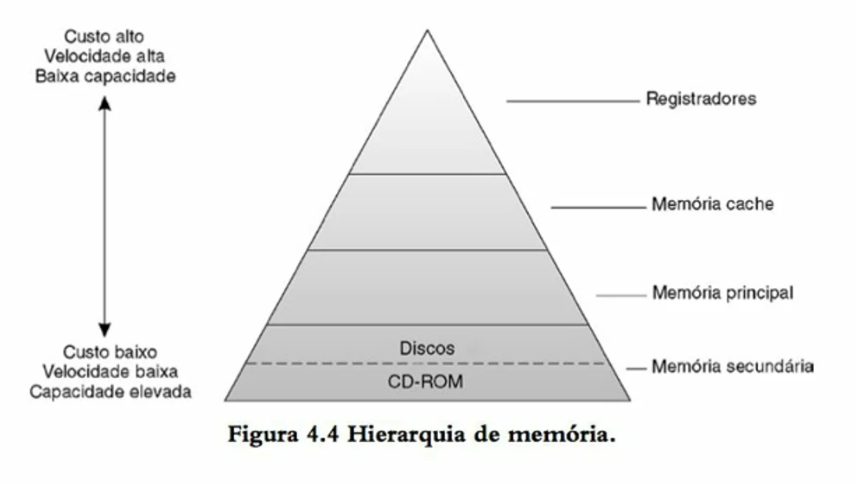 Custo alto
Velocidade alta
Baixa capacidade
Registradores
Memória cache
Memória principal
Discos
Custo baixo
Velocidade baixa
Capacidade elevada
Memória secundária
CD-ROM
Figura 4.4 Hierarquia de memória.